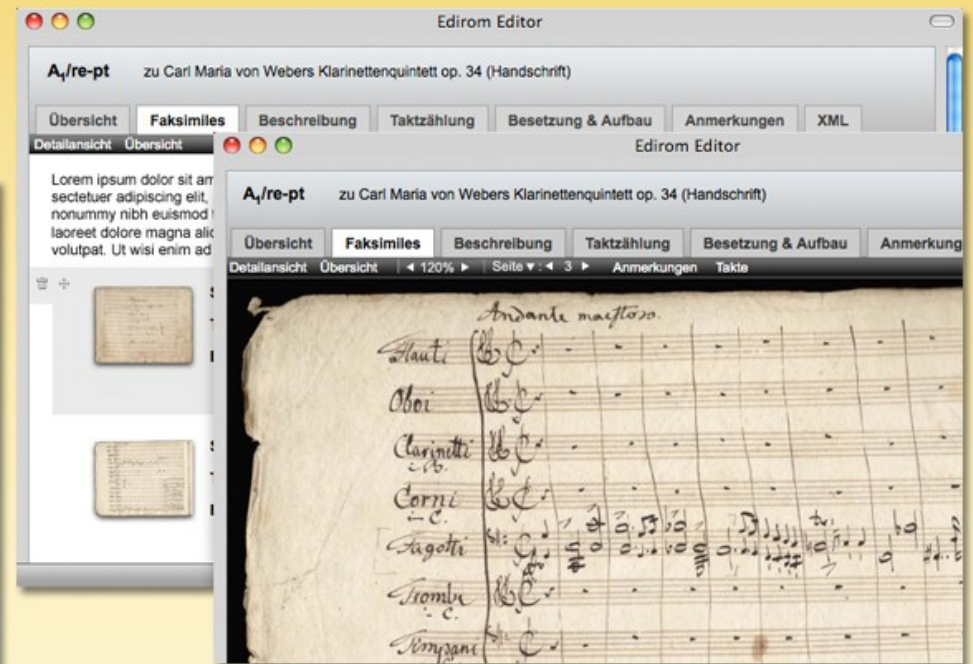 Edirom Editor
A₁/re-pt zu Carl Maria von Webers Klarinettenquintett op. 34 (Handschrift)
Übersicht Faksimiles Beschreibung Taktzählung Besetzung & Aufbau Anmerkungen XML
Detailansicht Übersicht
Lorem ipsum dolor sit am
sectetuer adipiscing elit,
nonummy nibh euismod
laoreet dolore magna aliq
volutpat. Ut wisi enim ad
Edirom Editor
A₁/re-pt zu Carl Maria von Webers Klarinettenquintett op. 34 (Handschrift)
Übersicht Faksimiles Beschreibung Taktzählung Besetzung & Aufbau Anmerkung
Detailansicht Übersicht ◀ 120% ▶ Seite ▼: ◀ 3 ▶ Anmerkungen Takte
Andante maestoso.
Flauti
Oboi
Clarinetti
in B.
Corni
in C.
Fagotti
Trombe
in C.
Timpani